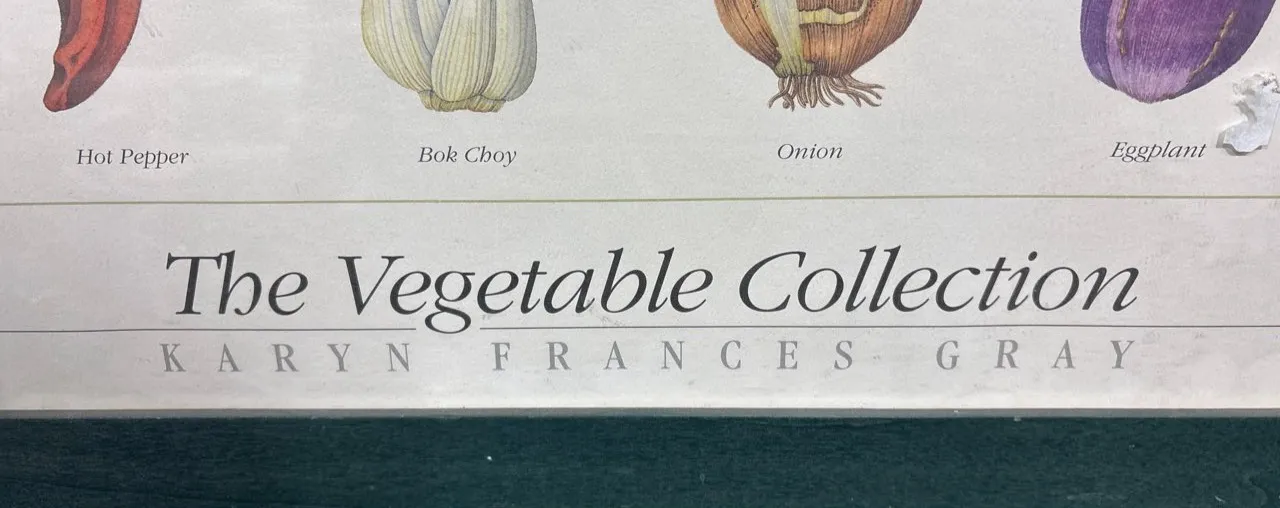 Hot Pepper Bok Choy Onion Eggplant
The Vegetable Collection
KARYN FRANCES GRAY